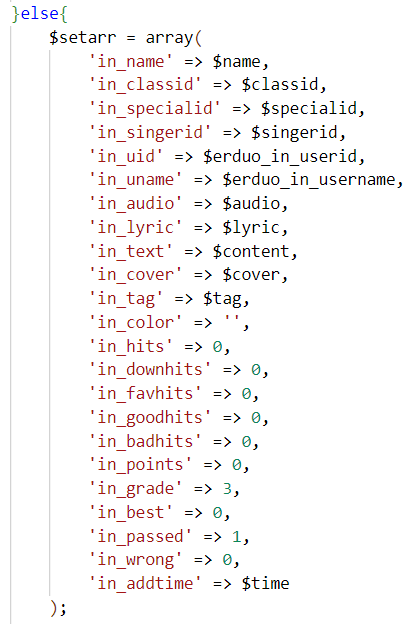 }else{
$setarr = array(
'in_name' => $name,
'in_classid' => $classid,
'in_specialid' => $specialid,
'in_singerid' => $singerid,
'in_uid' => $erduo_in_userid,
'in_uname' => $erduo_in_username,
'in_audio' => $audio,
'in_lyric' => $lyric,
'in_text' => $content,
'in_cover' => $cover,
'in_tag' => $tag,
'in_color' => '',
'in_hits' => 0,
'in_downhits' => 0,
'in_favhits' => 0,
'in_goodhits' => 0,
'in_badhits' => 0,
'in_points' => 0,
'in_grade' => 3,
'in_best' => 0,
'in_passed' => 1,
'in_wrong' => 0,
'in_addtime' => $time
);